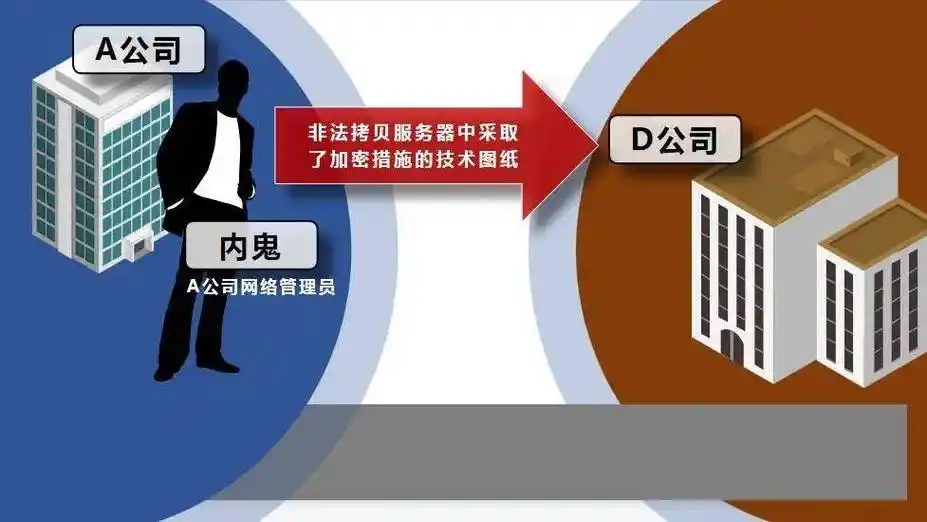 A公司
非法拷贝服务器中采取
了加密措施的技术图纸
D公司
内鬼
A公司网络管理员